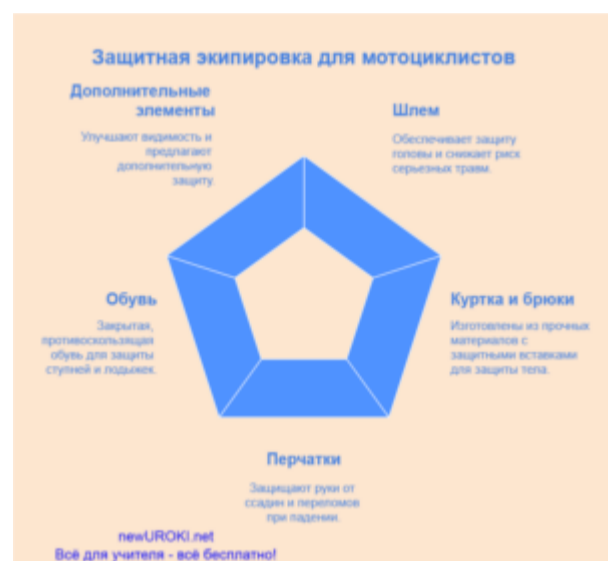 Защитная экипировка для мотоциклистов
Дополнительные
элементы
Улучшают видимость и
предлагают
дополнительную
защиту.
Шлем
Обеспечивает защиту
головы и снижает риск
серьезных травм.
Обувь
Закрытая,
противоскользящая
обувь для защиты
ступней и лодыжек.
Куртка и брюки
Изготовлены из прочных
материалов с
защитными вставками
для защиты тела.
Перчатки
Защищают руки от
ссадин и переломов
при падении.
newUROKI.net
Всё для учителя - всё бесплатно!